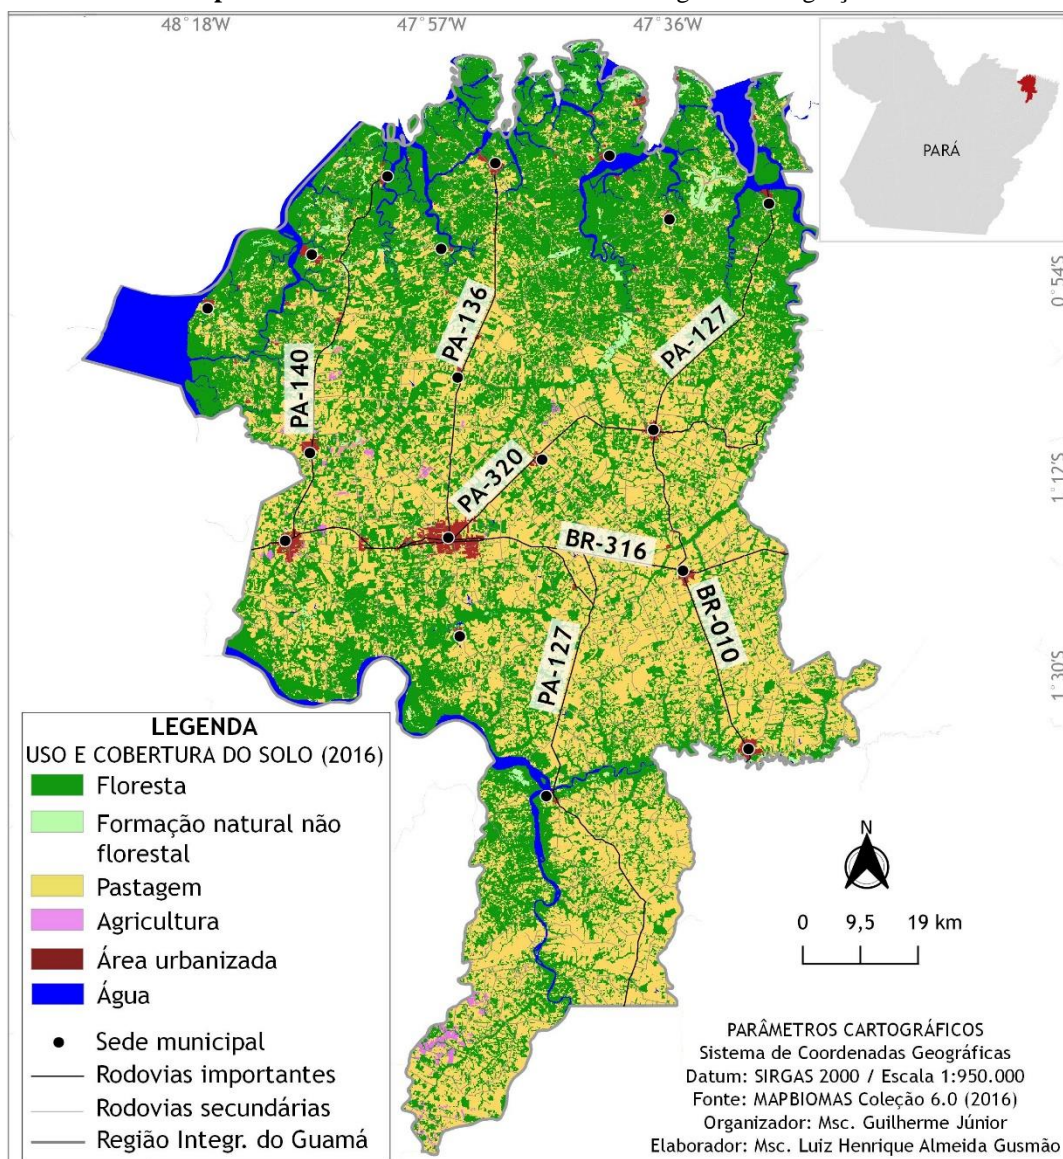 48°18'W 47°57'W 47°36'W
PARÁ
0°54'S
PA-136
PA-127
PA-140
1°12'S
PA-320
BR-316
BR-010
PA-127
1°30'S
LEGENDA
USO E COBERTURA DO SOLO (2016)
Floresta
Formação natural não
florestal
Pastagem
Agricultura
Área urbanizada
Água
Sede municipal
Rodovias importantes
Rodovias secundárias
Região Integr. do Guamá
N
0 9,5 19 km
PARÂMETROS CARTOGRÁFICOS
Sistema de Coordenadas Geográficas
Datum: SIRGAS 2000 / Escala 1:950.000
Fonte: MAPBIOMAS Coleção 6.0 (2016)
Organizador: Msc. Guilherme Júnior
Elaborador: Msc. Luiz Henrique Almeida Gusmão